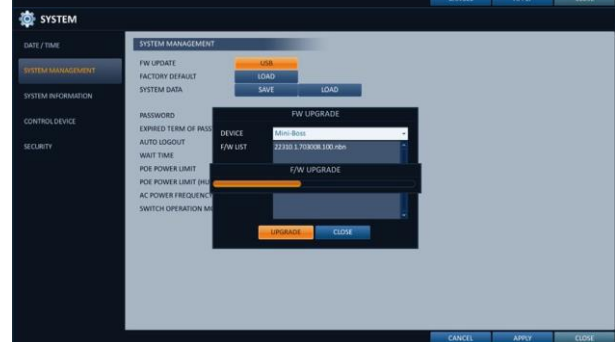 CANCEL APPLY CLOSE
SYSTEM
DATE / TIME
SYSTEM MANAGEMENT
SYSTEM INFORMATION
CONTROL DEVICE
SECURITY
SYSTEM MANAGEMENT
FW UPDATE USB
FACTORY DEFAULT LOAD
SYSTEM DATA SAVE LOAD
PASSWORD
EXPIRED TERM OF PASS
AUTO LOGOUT
WAIT TIME
POE POWER LIMIT
POE POWER LIMIT (HU
AC POWER FREQUENC
SWITCH OPERATION M
FW UPGRADE
DEVICE Mini-Boss
F/W LIST 22310.1.703008.100.nbn
F/W UPGRADE
UPGRADE CLOSE
CANCEL APPLY CLOSE